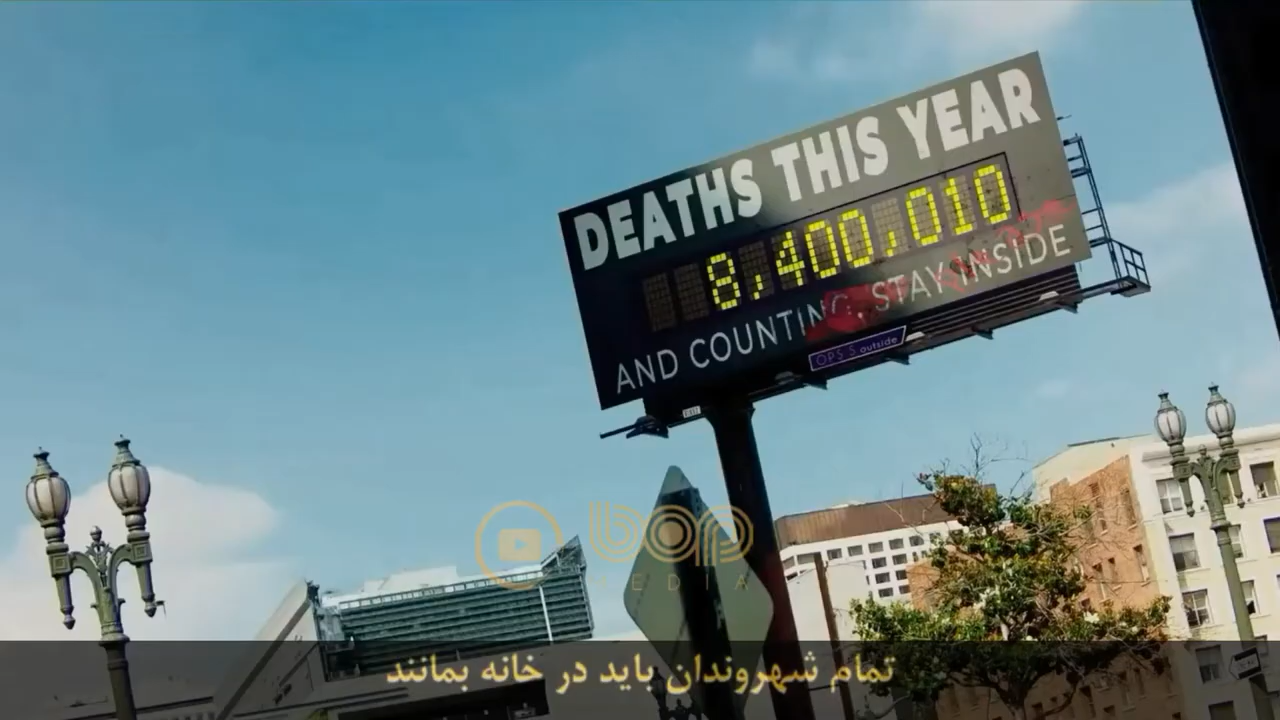 DEATHS THIS YEAR
8,400,010
AND COUNTING, STAY INSIDE
OPS S outside
bop
MEDIA
تمام شهروندان باید در خانه بمانند